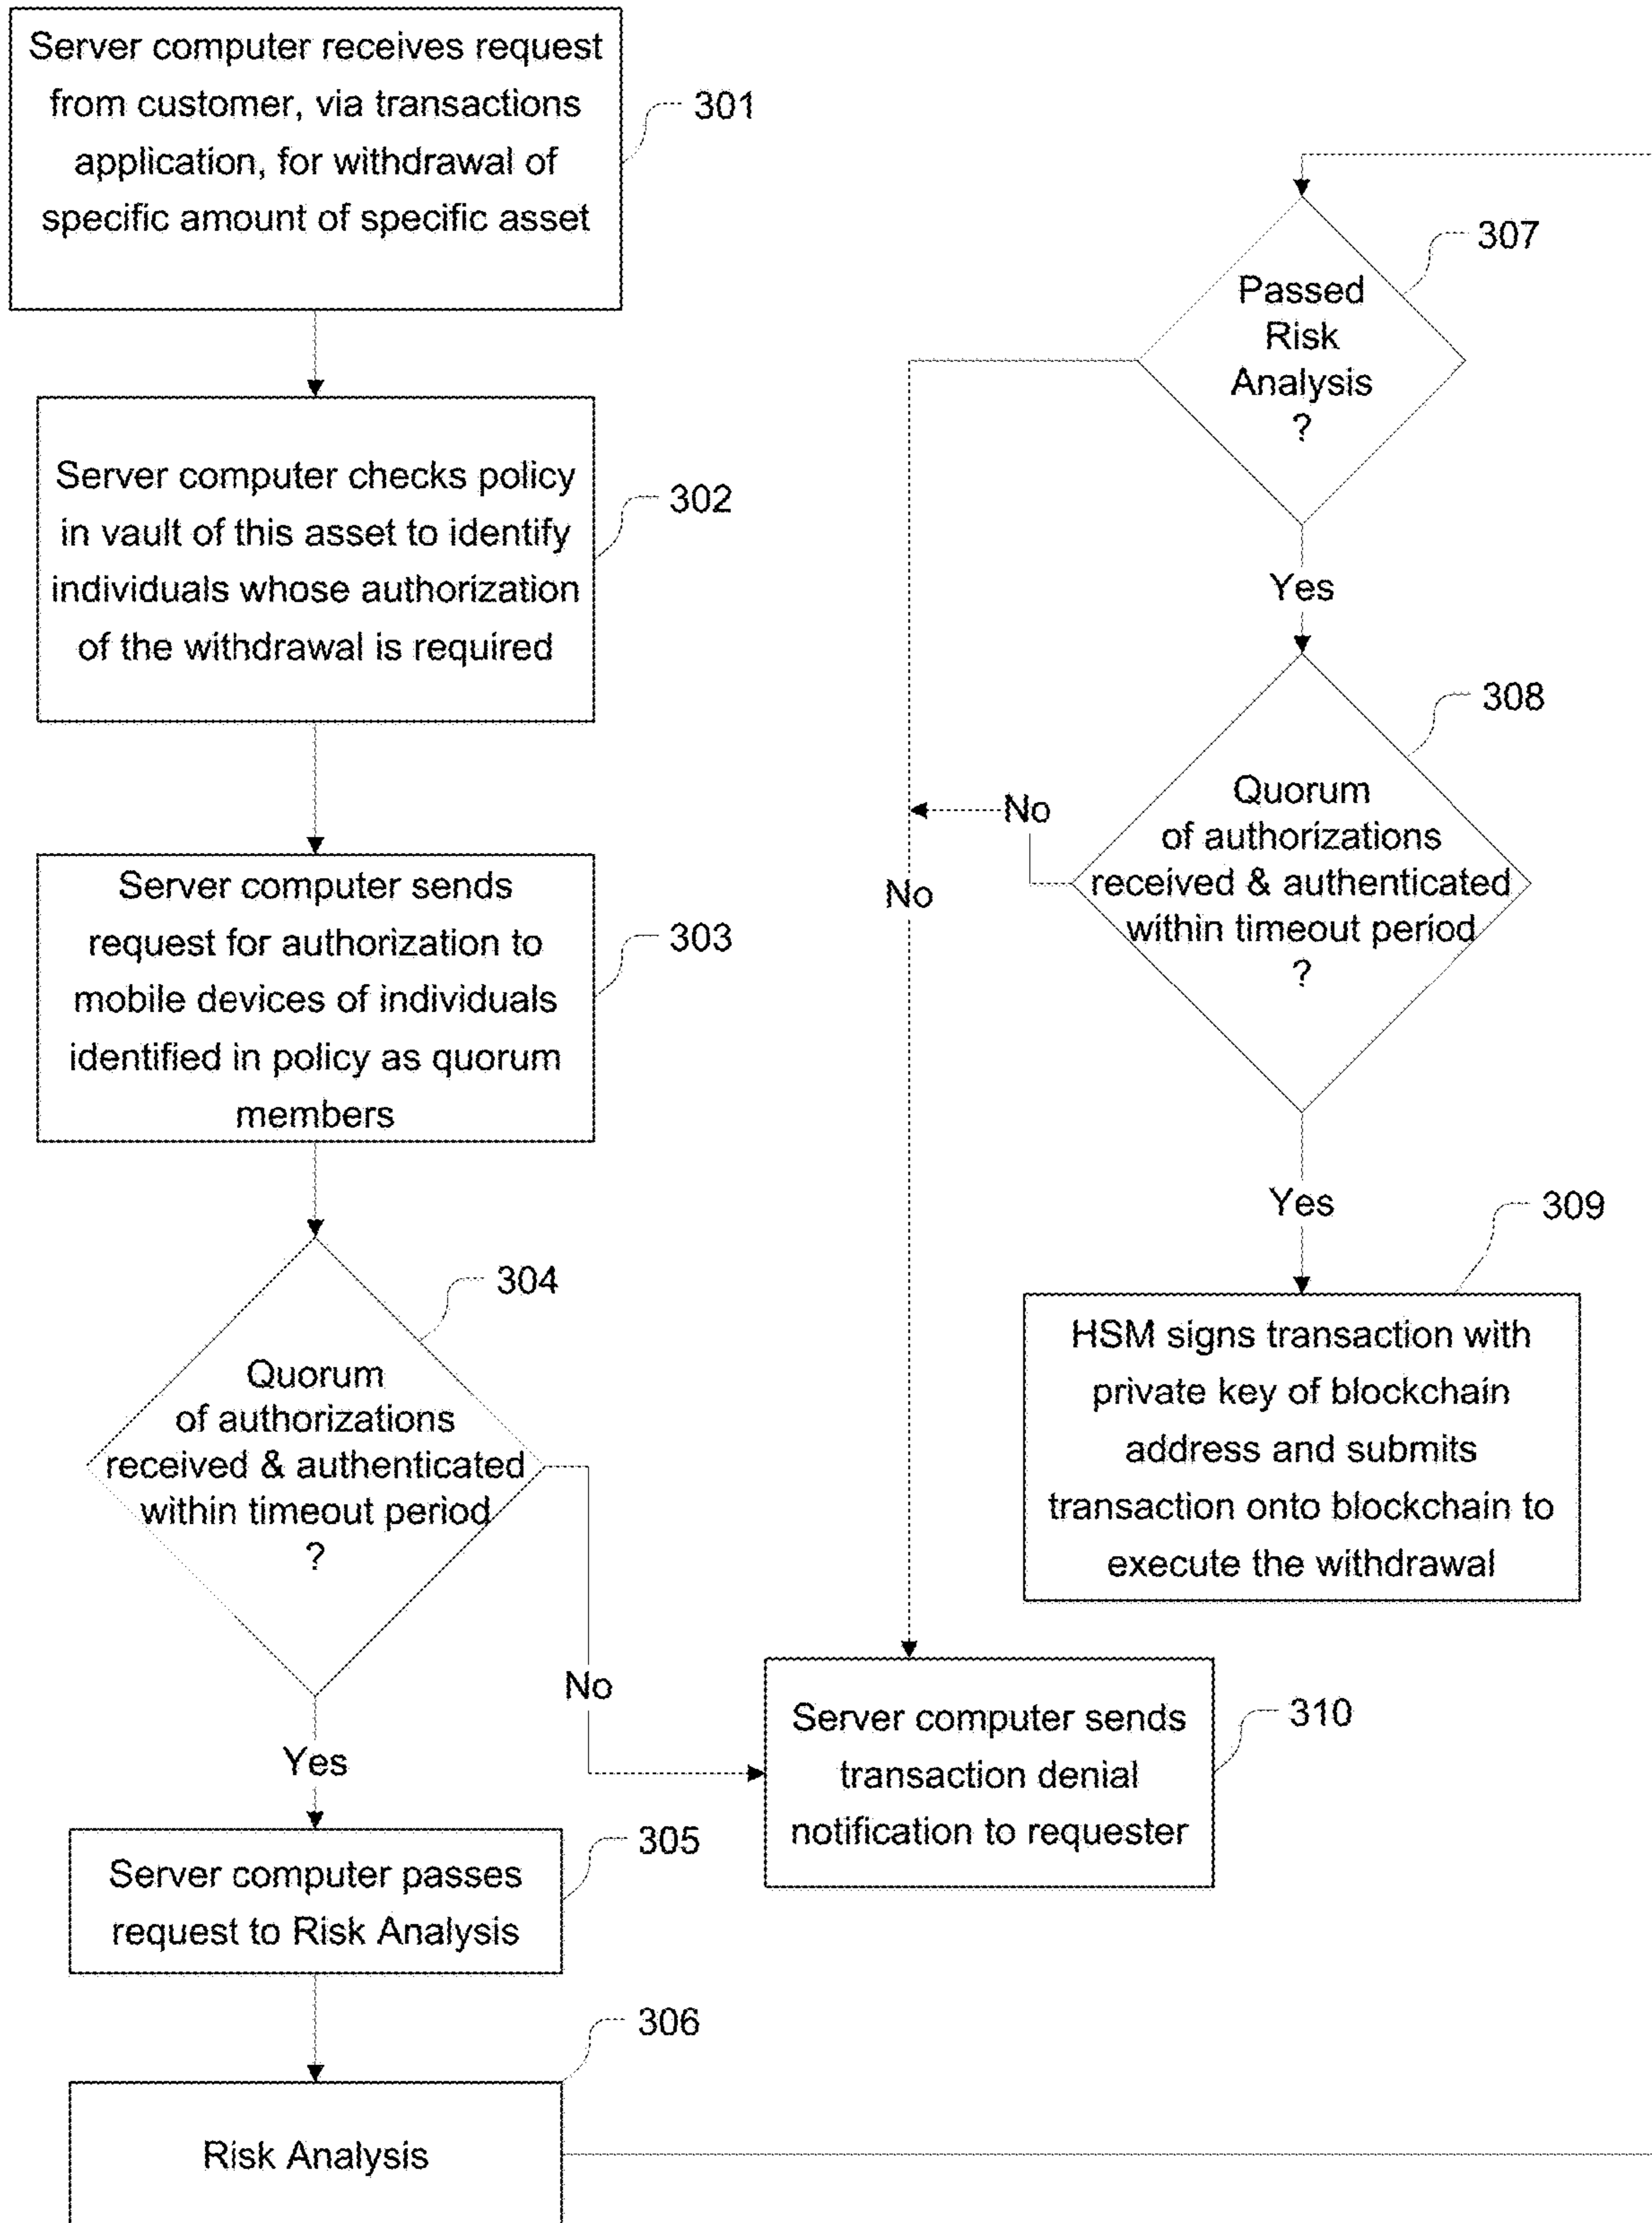 Server computer receives request
from customer, via transactions
application, for withdrawal of
specific amount of specific asset
301
Server computer checks policy
in vault of this asset to identify
individuals whose authorization
of the withdrawal is required
302
Server computer sends
request for authorization to
mobile devices of individuals
identified in policy as quorum
members
303
304
Quorum
of authorizations
received & authenticated
within timeout period
?
No
Yes
Server computer passes
request to Risk Analysis
305
306
Risk Analysis
307
Passed
Risk
Analysis
?
Yes
No
308
Quorum
of authorizations
received & authenticated
within timeout period
?
No
Yes
309
HSM signs transaction with
private key of blockchain
address and submits
transaction onto blockchain to
execute the withdrawal
Server computer sends
transaction denial
notification to requester
310